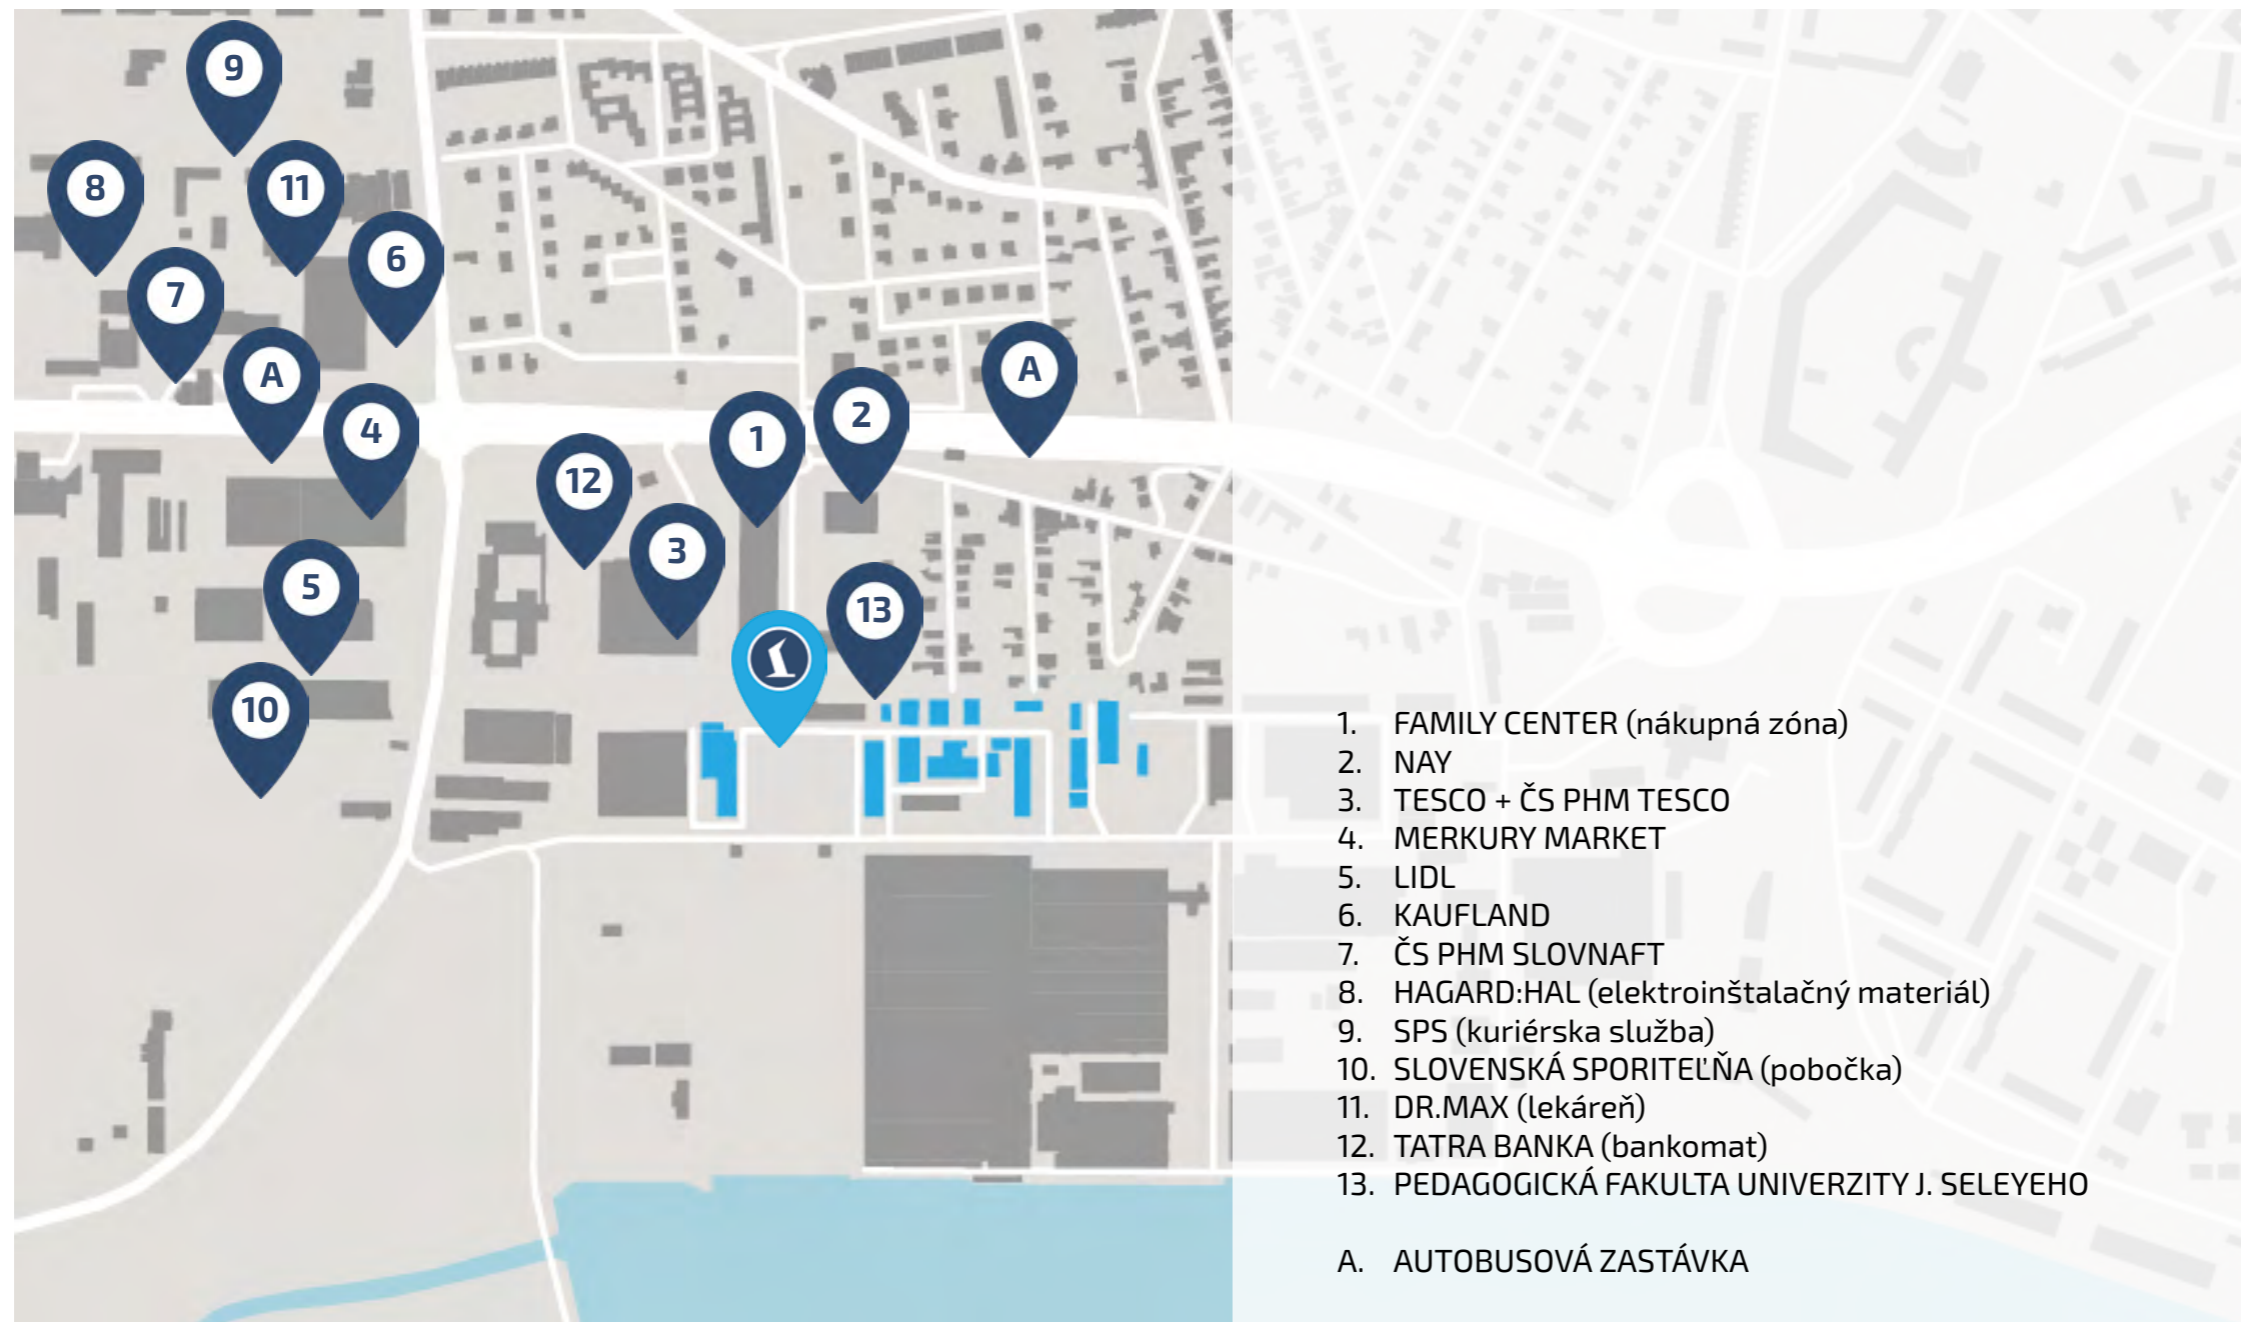 9
8
11
6
7
A
A
4
2
1
12
3
5
13
10
1. FAMILY CENTER (nákupná zóna)
2. NAY
3. TESCO + ČS PHM TESCO
4. MERKURY MARKET
5. LIDL
6. KAUFLAND
7. ČS PHM SLOVNAFT
8. HAGARD:HAL (elektroinštalačný materiál)
9. SPS (kuriérska služba)
10. SLOVENSKÁ SPORITEĽŇA (pobočka)
11. DR.MAX (lekáreň)
12. TATRA BANKA (bankomat)
13. PEDAGOGICKÁ FAKULTA UNIVERZITY J. SELEYEHO
A. AUTOBUSOVÁ ZASTÁVKA